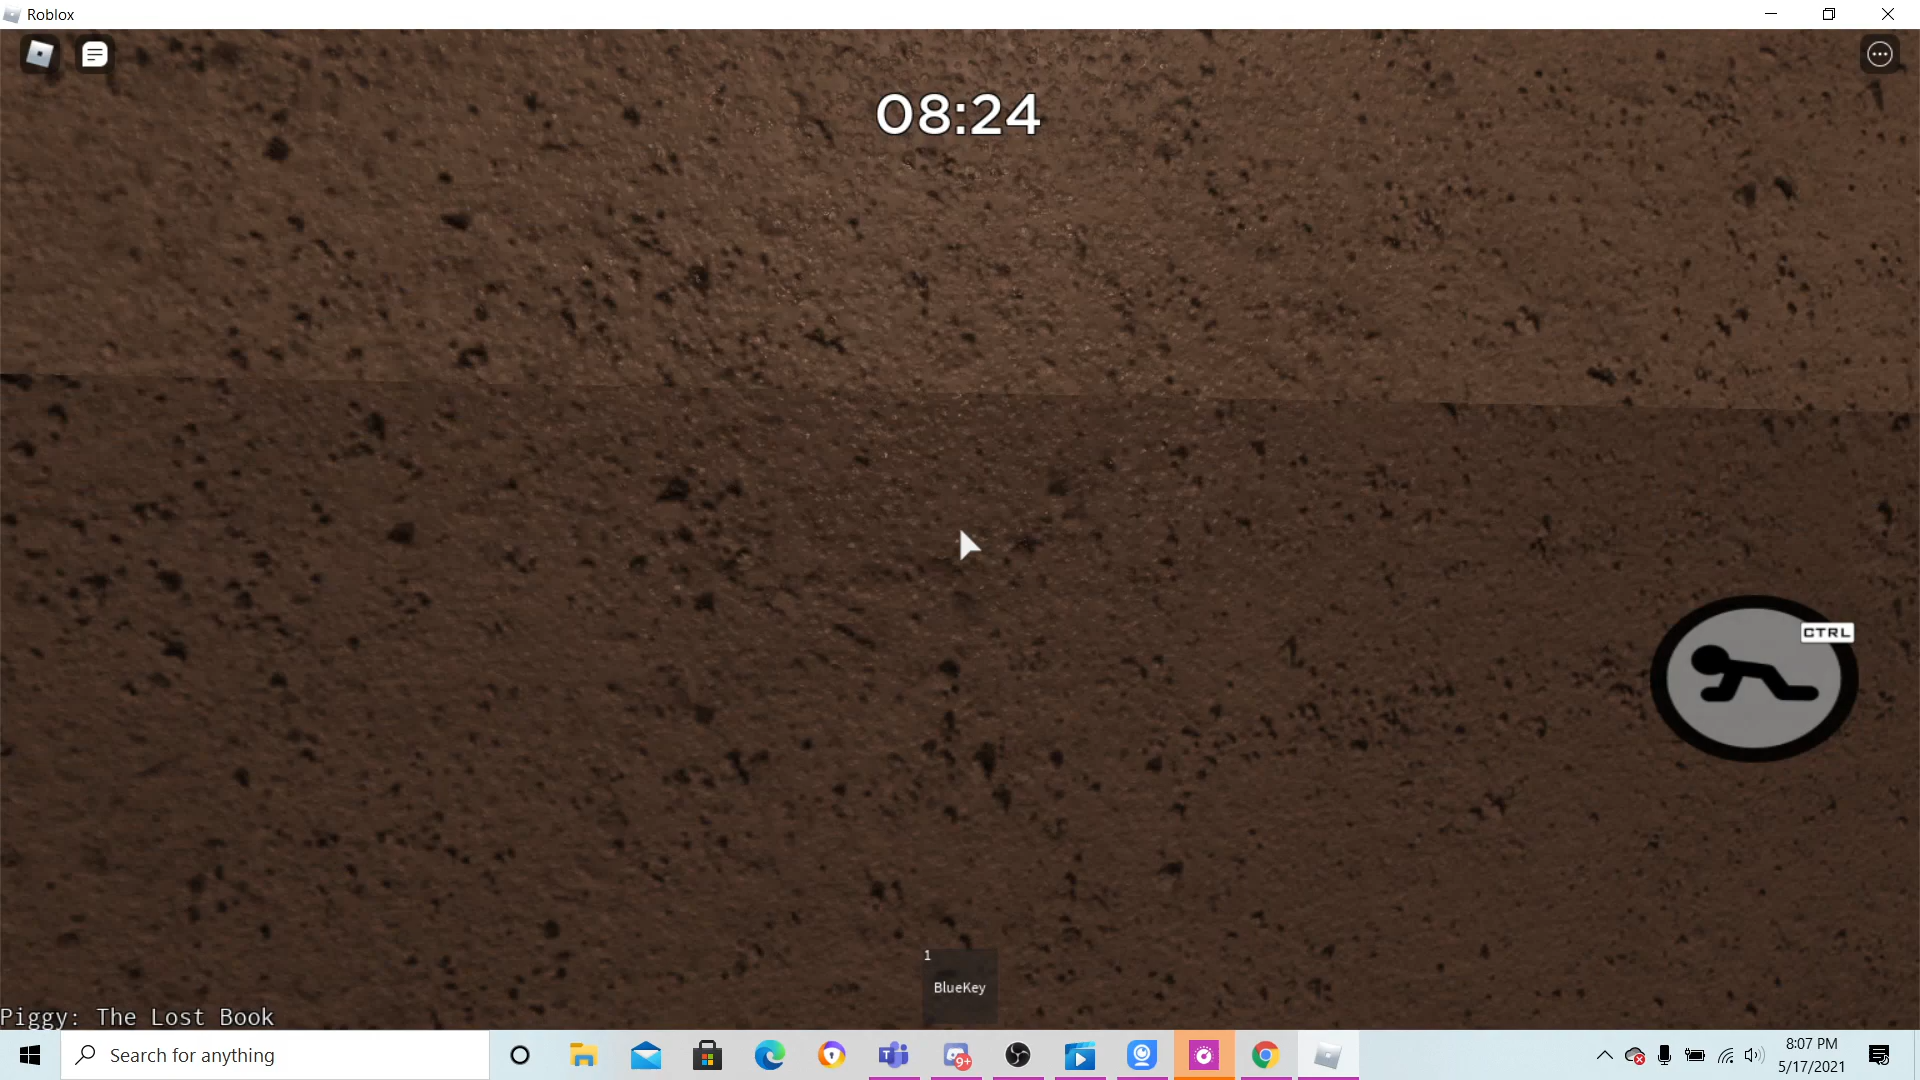 Roblox
08:24
CTRL
1
BlueKey
Piggy: The Lost Book
Search for anything
9+
8:07 PM
5/17/2021